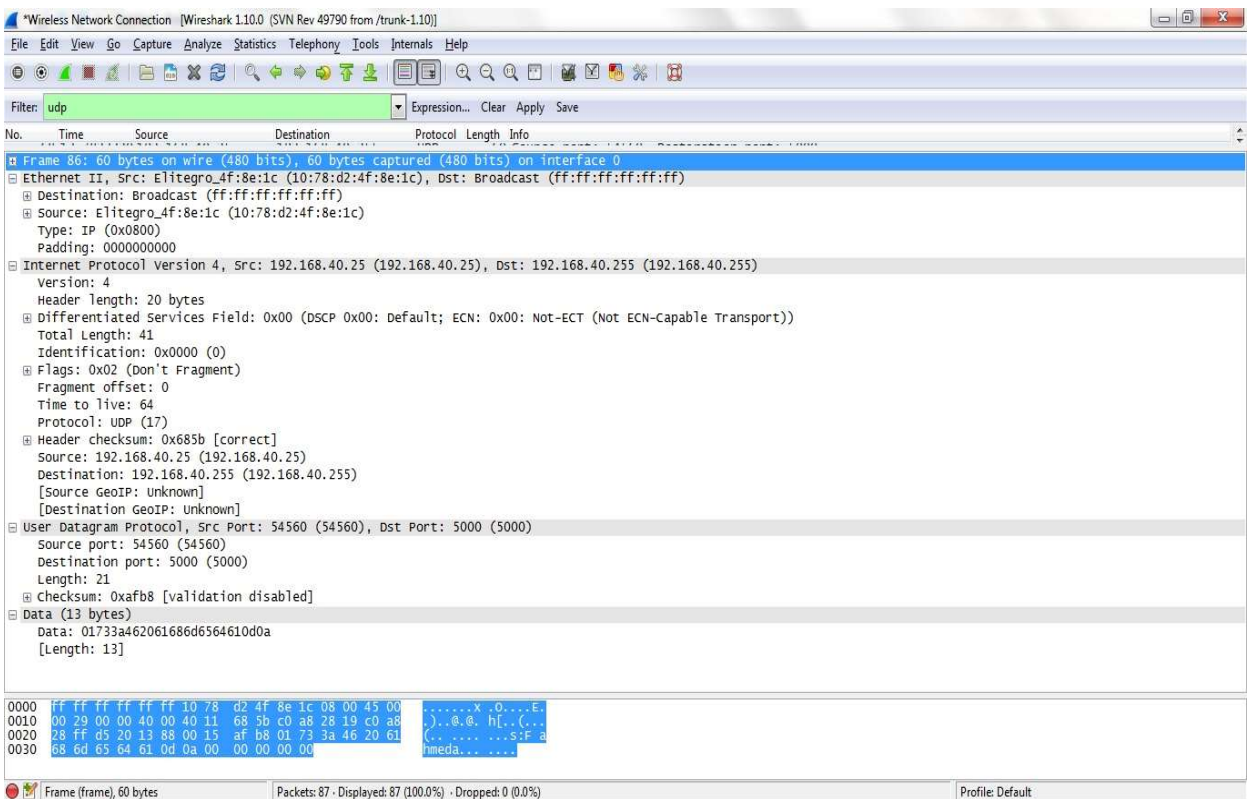 *Wireless Network Connection [Wireshark 1.10.0 (SVN Rev 49790 from /trunk-1.10)]
File Edit View Go Capture Analyze Statistics Telephony Tools Internals Help
Filter: udp Expression... Clear Apply Save
No. Time Source Destination Protocol Length Info
Frame 86: 60 bytes on wire (480 bits), 60 bytes captured (480 bits) on interface 0
Ethernet II, Src: Elitegro_4f:8e:1c (10:78:d2:4f:8e:1c), Dst: Broadcast (ff:ff:ff:ff:ff:ff)
Destination: Broadcast (ff:ff:ff:ff:ff:ff)
Source: Elitegro_4f:8e:1c (10:78:d2:4f:8e:1c)
Type: IP (0x0800)
Padding: 0000000000
Internet Protocol Version 4, Src: 192.168.40.25 (192.168.40.25), Dst: 192.168.40.255 (192.168.40.255)
Version: 4
Header length: 20 bytes
Differentiated Services Field: 0x00 (DSCP 0x00: Default; ECN: 0x00: Not-ECT (Not ECN-Capable Transport))
Total Length: 41
Identification: 0x0000 (0)
Flags: 0x02 (Don't Fragment)
Fragment offset: 0
Time to live: 64
Protocol: UDP (17)
Header checksum: 0x685b [correct]
Source: 192.168.40.25 (192.168.40.25)
Destination: 192.168.40.255 (192.168.40.255)
[Source GeoIP: Unknown]
[Destination GeoIP: Unknown]
User Datagram Protocol, Src Port: 54560 (54560), Dst Port: 5000 (5000)
Source port: 54560 (54560)
Destination port: 5000 (5000)
Length: 21
Checksum: 0xafb8 [validation disabled]
Data (13 bytes)
Data: 01733a462061686d6564610d0a
[Length: 13]
0000 ff ff ff ff ff ff 10 78 d2 4f 8e 1c 08 00 45 00 .......x .O....E.
0010 00 29 00 00 40 00 40 11 68 5b c0 a8 28 19 c0 a8 .)..@.@. h[..(...
0020 28 ff d5 20 13 88 00 15 af b8 01 73 3a 46 20 61 (.. .... ...s:F a
0030 68 6d 65 64 61 0d 0a 00 00 00 00 00 hmeda... ....
Frame (frame), 60 bytes Packets: 87 · Displayed: 87 (100.0%) · Dropped: 0 (0.0%) Profile: Default